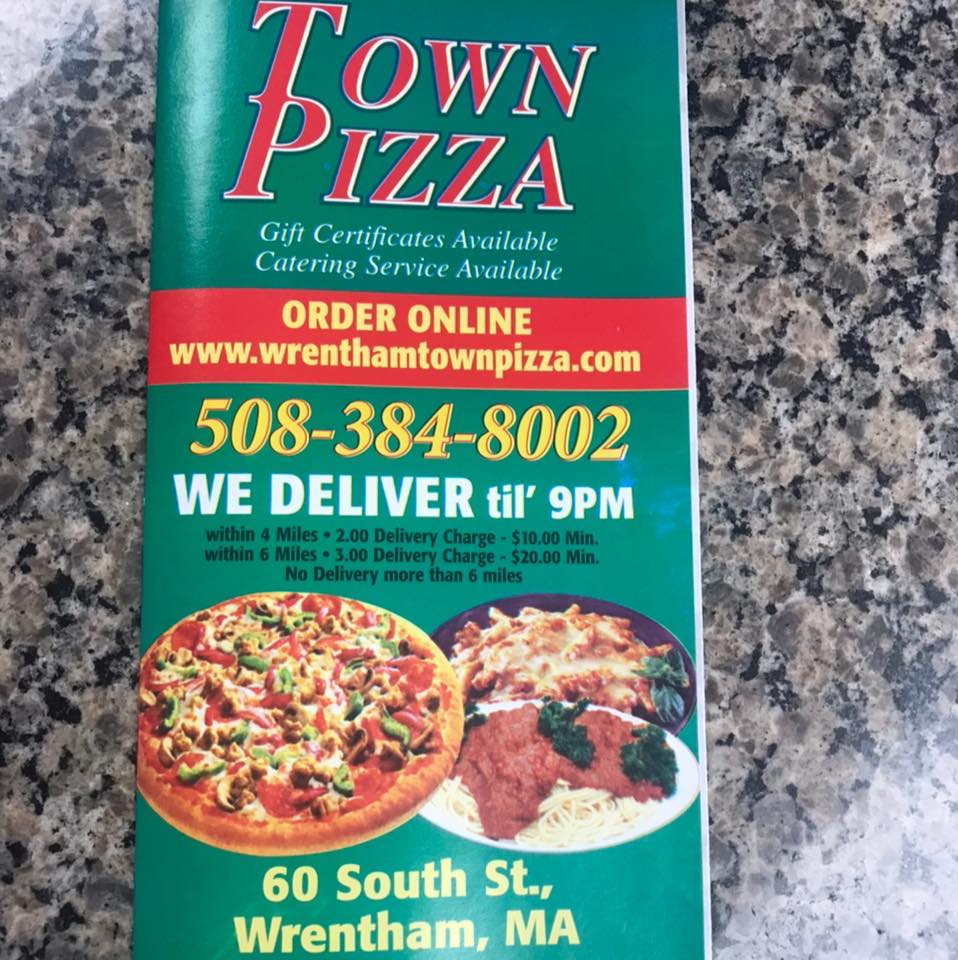 TOWN
PIZZA
Gift Certificates Available
Catering Service Available
ORDER ONLINE
www.wrenthamtownpizza.com
508-384-8002
WE DELIVER til' 9PM
within 4 Miles • 2.00 Delivery Charge - $10.00 Min.
within 6 Miles • 3.00 Delivery Charge - $20.00 Min.
No Delivery more than 6 miles
60 South St.,
Wrentham, MA